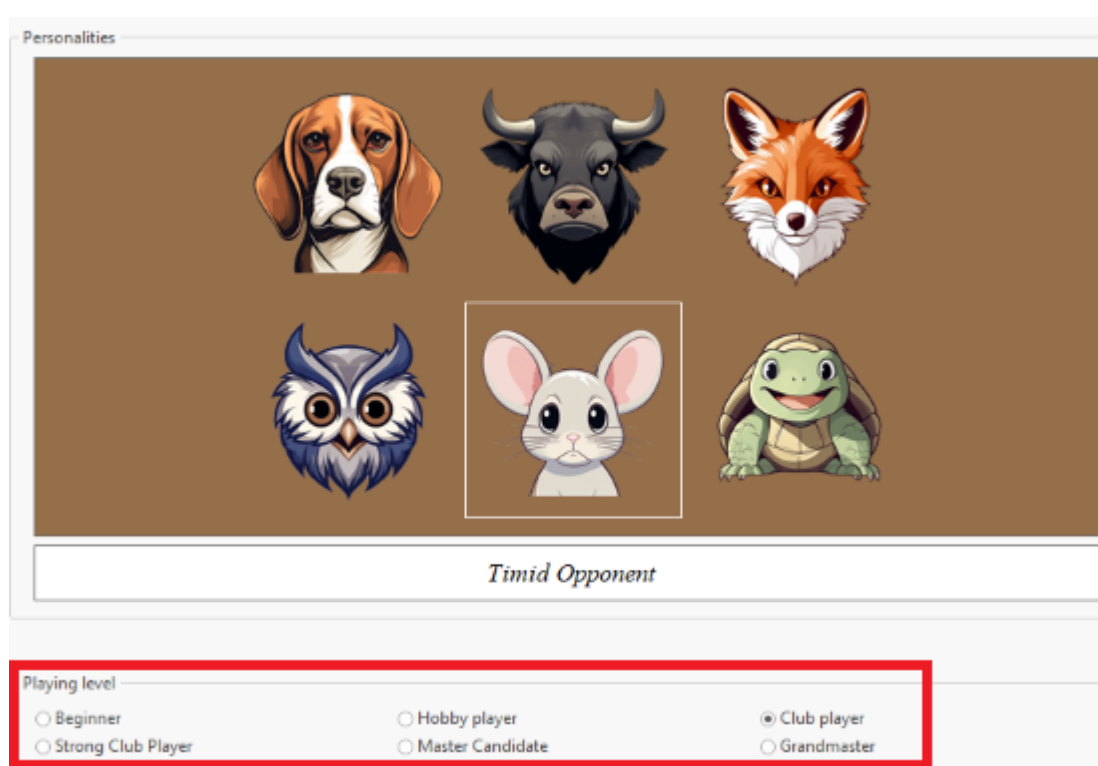 Personalities
Timid Opponent
Playing level
Beginner Hobby player Club player
Strong Club Player Master Candidate Grandmaster